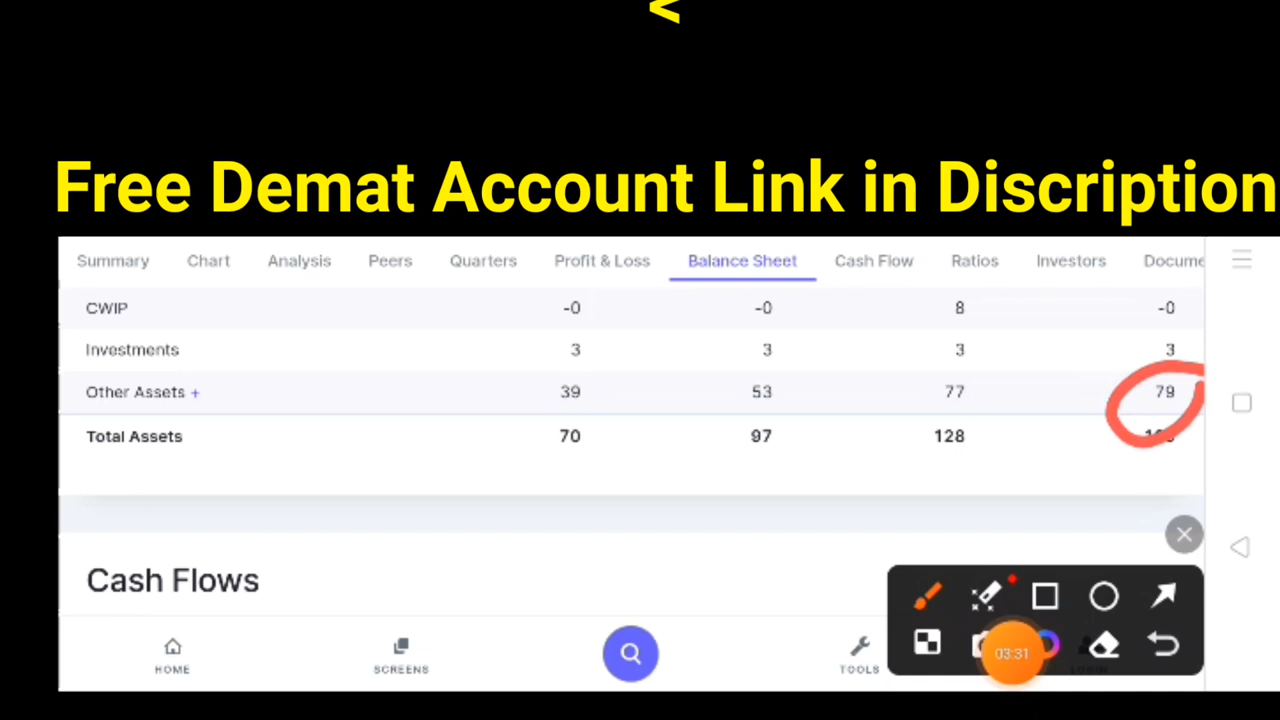 <
Free Demat Account Link in Discription
Summary Chart Analysis Peers Quarters Profit & Loss Balance Sheet Cash Flow Ratios Investors Docume
CWIP -0 -0 8 -0
Investments 3 3 3 3
Other Assets + 39 53 77 79
Total Assets 70 97 128
Cash Flows
HOME SCREENS TOOLS
03:31